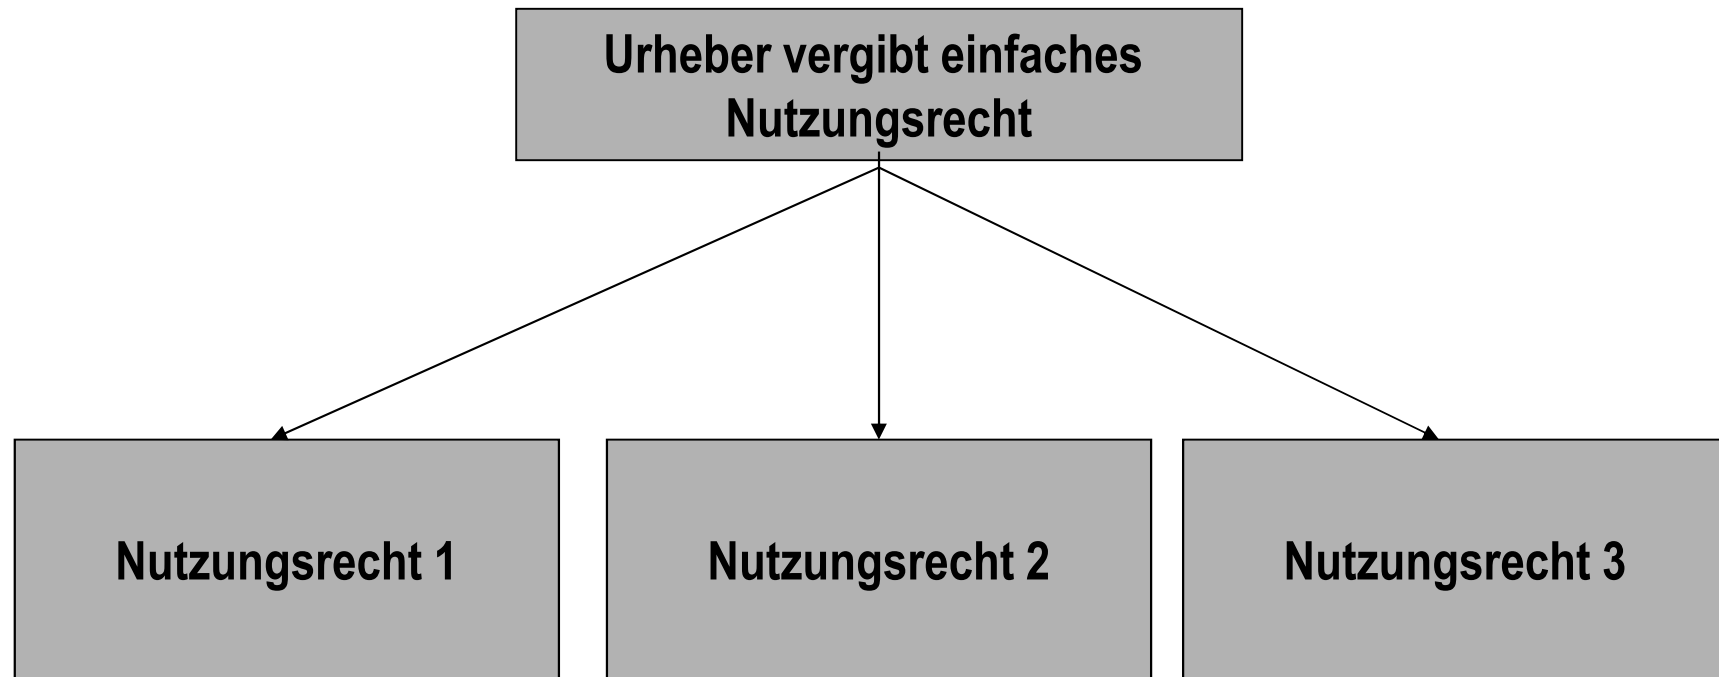 Urheber vergibt einfaches
Nutzungsrecht
Nutzungsrecht 1
Nutzungsrecht 2
Nutzungsrecht 3